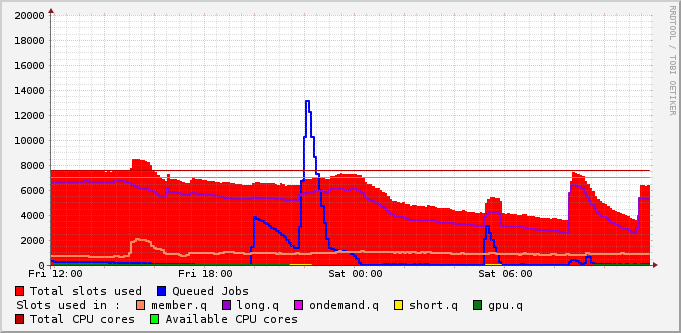 20000
18000
16000
14000
12000
10000
8000
6000
4000
2000
0
Fri 12:00 Fri 18:00 Sat 00:00 Sat 06:00
Total slots used Queued Jobs
Slots used in : member.q long.q ondemand.q short.q gpu.q
Total CPU cores Available CPU cores
RRDTOOL / TOBI OETIKER